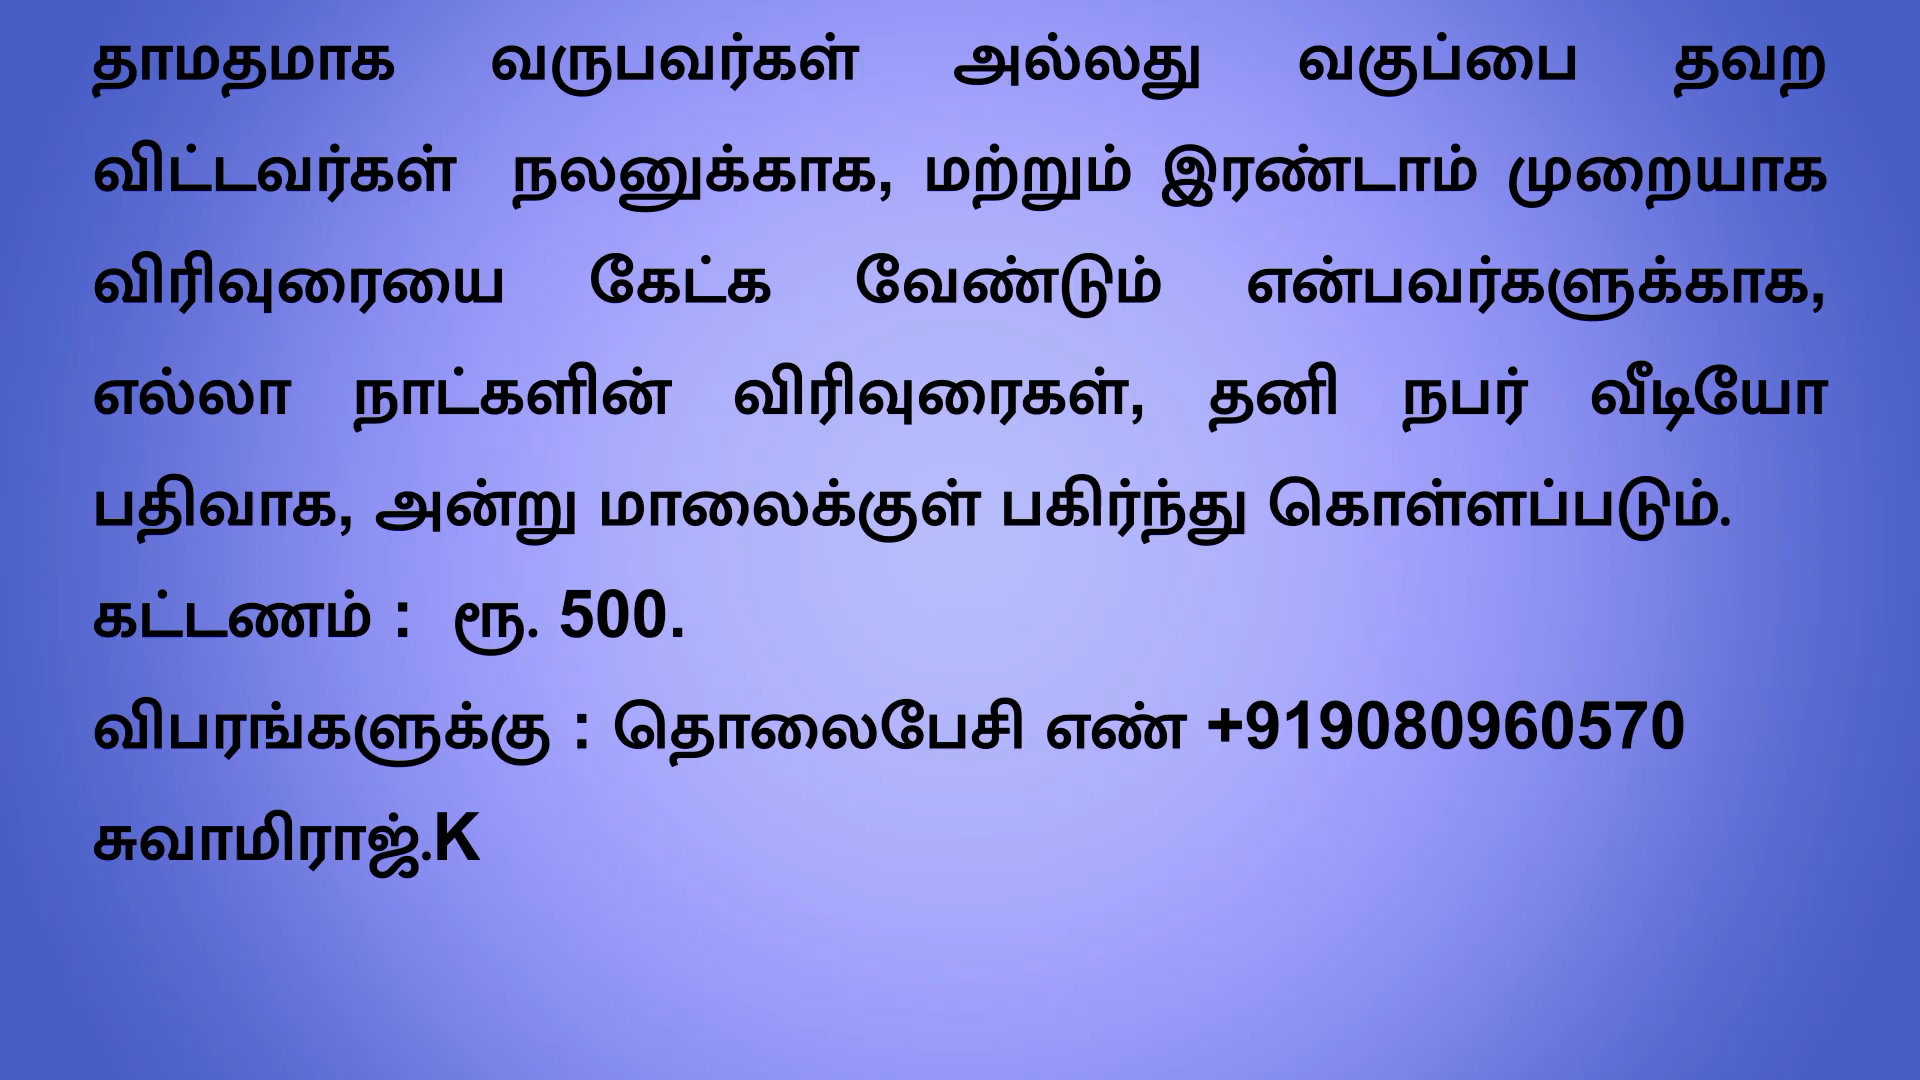 தாமதமாக வருபவர்கள் அல்லது வகுப்பை தவற
விட்டவர்கள் நலனுக்காக, மற்றும் இரண்டாம் முறையாக
விரிவுரையை கேட்க வேண்டும் என்பவர்களுக்காக,
எல்லா நாட்களின் விரிவுரைகள், தனி நபர் வீடியோ
பதிவாக, அன்று மாலைக்குள் பகிர்ந்து கொள்ளப்படும்.
கட்டணம் : ரூ. 500.
விபரங்களுக்கு : தொலைபேசி எண் +919080960570
சுவாமிராஜ்.K